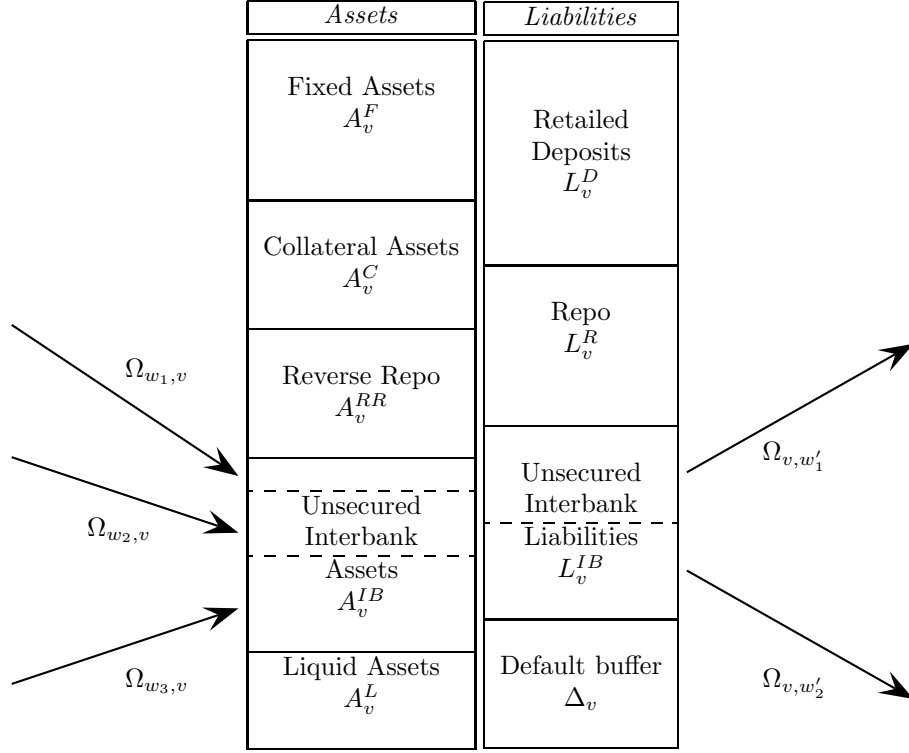 Assets
Liabilities
Fixed Assets
A_v^F
Collateral Assets
A_v^C
Reverse Repo
A_v^{RR}
Unsecured
Interbank
Assets
A_v^{IB}
Liquid Assets
A_v^L
Retailed
Deposits
L_v^D
Repo
L_v^R
Unsecured
Interbank
Liabilities
L_v^{IB}
Default buffer
Δ_v
Ω_{w_1,v}
Ω_{w_2,v}
Ω_{w_3,v}
Ω_{v,w'_1}
Ω_{v,w'_2}